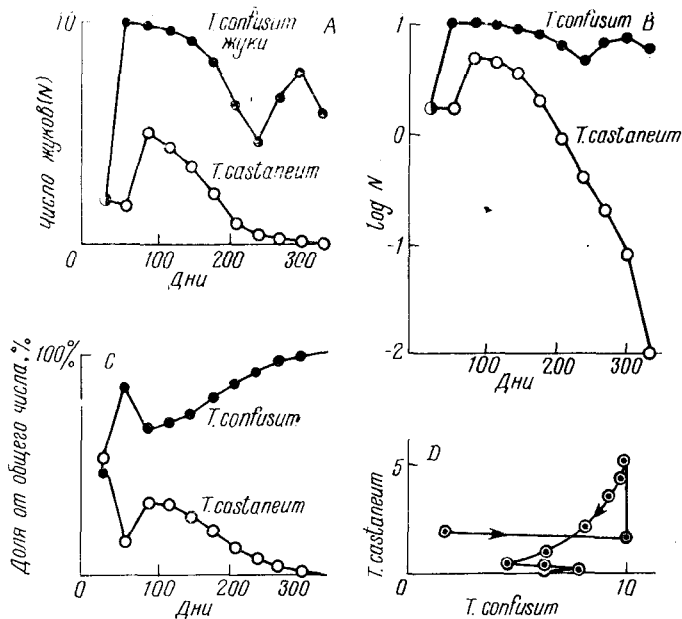 10
T. confusum
жуки
A
Число жуков(N)
T. castaneum
0
100
200
300
Дни
1
T. confusum
B
0
T. castaneum
log N
-1
-2
0
100
200
300
Дни
100%
C
Доля от общего числа, %
T. confusum
T. castaneum
0
100
200
300
Дни
D
5
T. castaneum
0
10
T. confusum